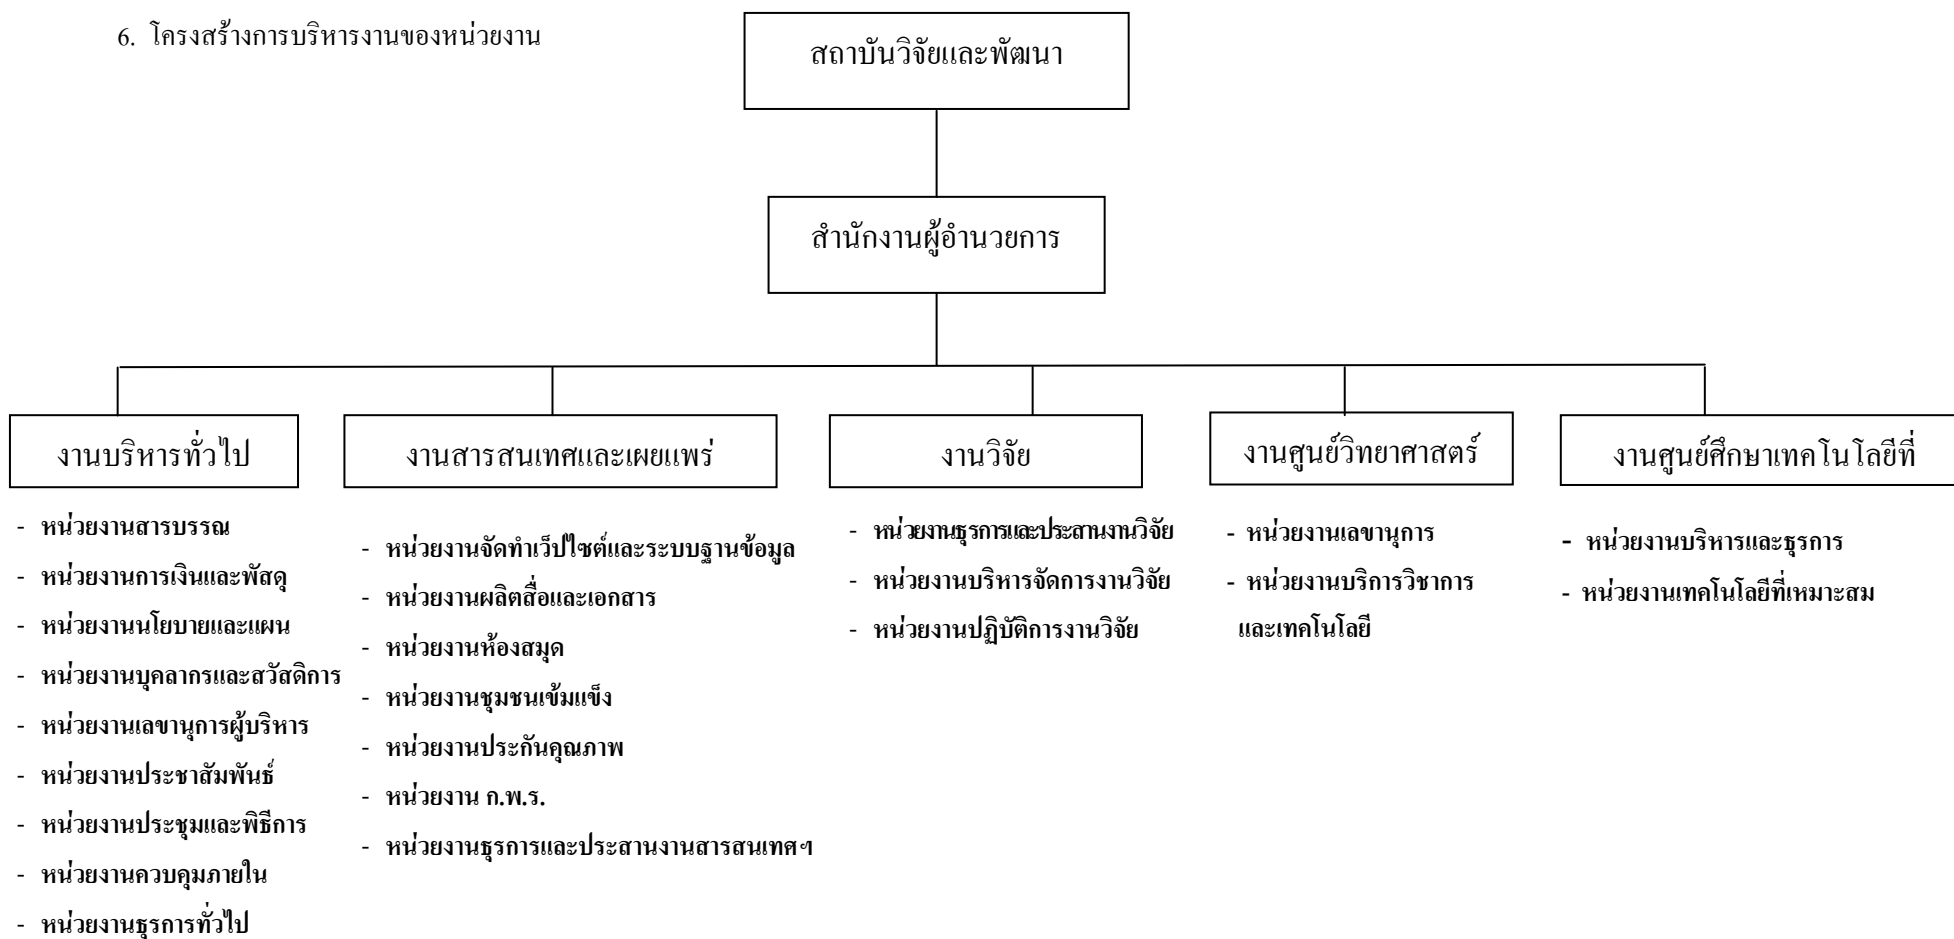 6. โครงสร้างการบริหารงานของหน่วยงาน
สถาบันวิจัยและพัฒนา
สำนักงานผู้อำนวยการ
งานบริหารทั่วไป
- หน่วยงานสารบรรณ
- หน่วยงานการเงินและพัสดุ
- หน่วยงานนโยบายและแผน
- หน่วยงานบุคลากรและสวัสดิการ
- หน่วยงานเลขานุการผู้บริหาร
- หน่วยงานประชาสัมพันธ์
- หน่วยงานประชุมและพิธีการ
- หน่วยงานควบคุมภายใน
- หน่วยงานธุรการทั่วไป
งานสารสนเทศและเผยแพร่
- หน่วยงานจัดทำเว็ปไซต์และระบบฐานข้อมูล
- หน่วยงานผลิตสื่อและเอกสาร
- หน่วยงานห้องสมุด
- หน่วยงานชุมชนเข้มแข็ง
- หน่วยงานประกันคุณภาพ
- หน่วยงาน ก.พ.ร.
- หน่วยงานธุรการและประสานงานสารสนเทศฯ
งานวิจัย
- หน่วยงานธุรการและประสานงานวิจัย
- หน่วยงานบริหารจัดการงานวิจัย
- หน่วยงานปฏิบัติการงานวิจัย
งานศูนย์วิทยาศาสตร์
- หน่วยงานเลขานุการ
- หน่วยงานบริการวิชาการ
และเทคโนโลยี
งานศูนย์ศึกษาเทคโนโลยีที่
- หน่วยงานบริหารและธุรการ
- หน่วยงานเทคโนโลยีที่เหมาะสม